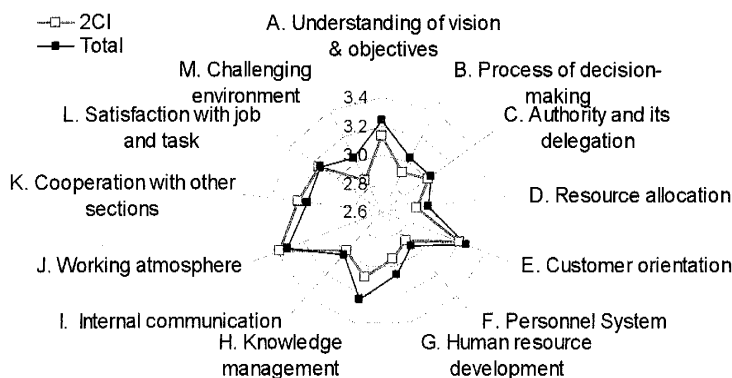 2CI
Total
A. Understanding of vision
& objectives
B. Process of decision-
making
C. Authority and its
delegation
D. Resource allocation
E. Customer orientation
F. Personnel System
G. Human resource
development
H. Knowledge
management
I. Internal communication
J. Working atmosphere
K. Cooperation with other
sections
L. Satisfaction with job
and task
M. Challenging
environment
3.4
3.2
3.0
2.8
2.6